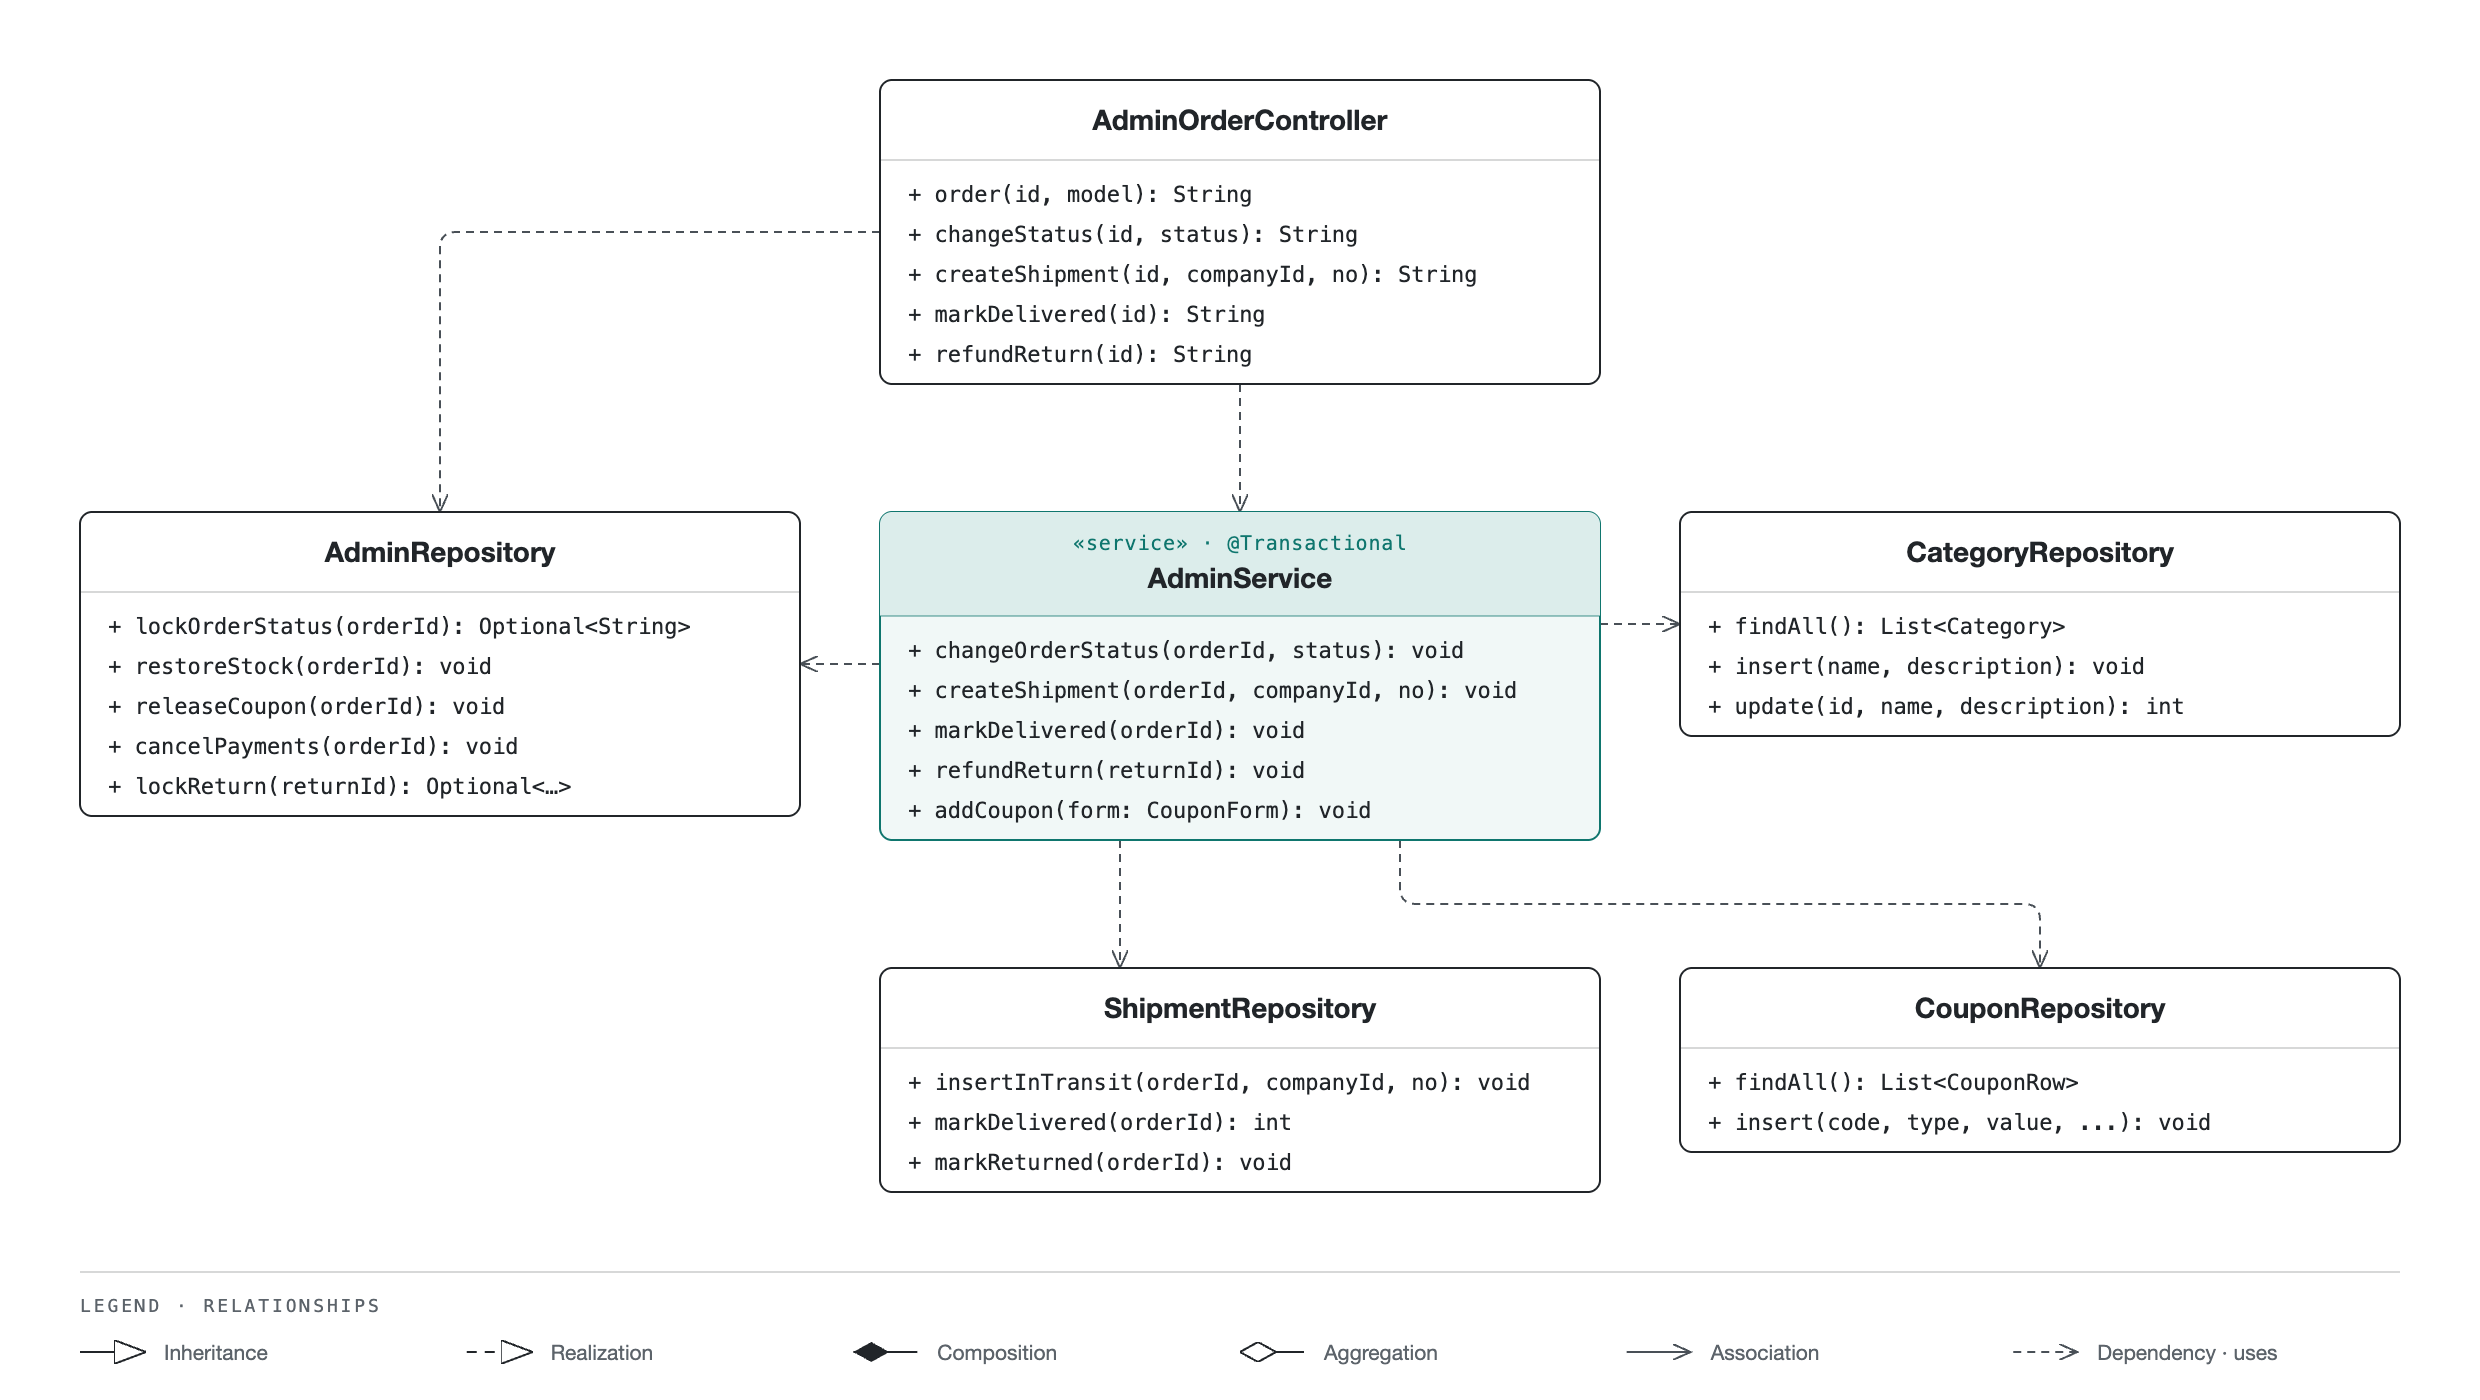 AdminOrderController
+ order(id, model): String
+ changeStatus(id, status): String
+ createShipment(id, companyId, no): String
+ markDelivered(id): String
+ refundReturn(id): String
AdminRepository
+ lockOrderStatus(orderId): Optional<String>
+ restoreStock(orderId): void
+ releaseCoupon(orderId): void
+ cancelPayments(orderId): void
+ lockReturn(returnId): Optional<…>
«service» · @Transactional
AdminService
+ changeOrderStatus(orderId, status): void
+ createShipment(orderId, companyId, no): void
+ markDelivered(orderId): void
+ refundReturn(returnId): void
+ addCoupon(form: CouponForm): void
CategoryRepository
+ findAll(): List<Category>
+ insert(name, description): void
+ update(id, name, description): int
ShipmentRepository
+ insertInTransit(orderId, companyId, no): void
+ markDelivered(orderId): int
+ markReturned(orderId): void
CouponRepository
+ findAll(): List<CouponRow>
+ insert(code, type, value, ...): void
LEGEND · RELATIONSHIPS
Inheritance
Realization
Composition
Aggregation
Association
Dependency · uses